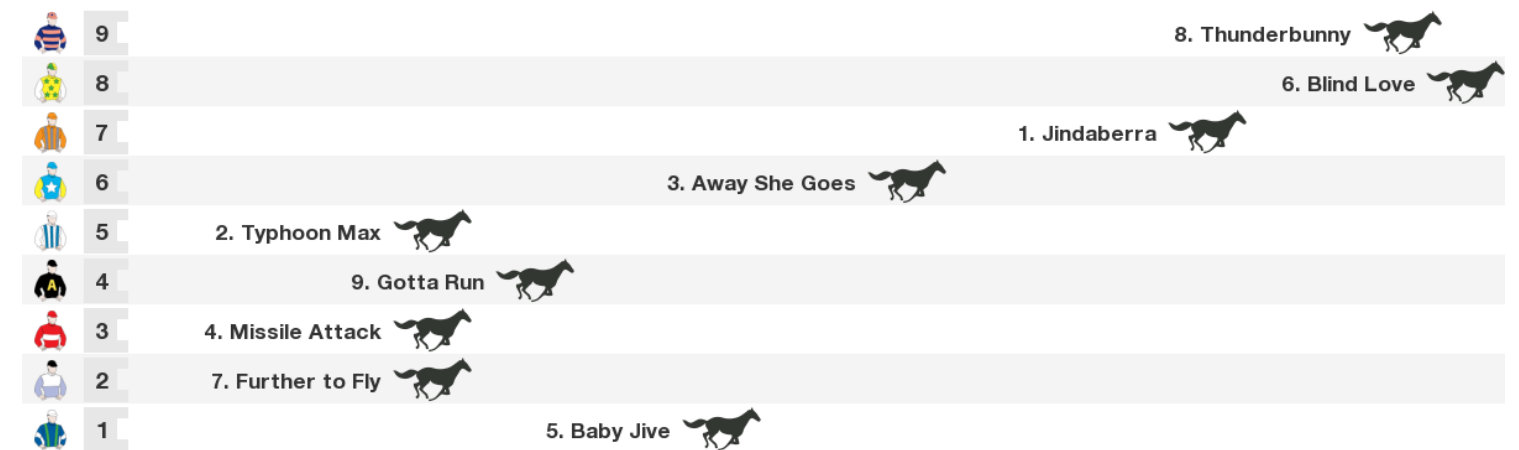 9 8. Thunderbunny
8 6. Blind Love
7 1. Jindaberra
6 3. Away She Goes
5 2. Typhoon Max
A 4 9. Gotta Run
3 4. Missile Attack
2 7. Further to Fly
1 5. Baby Jive